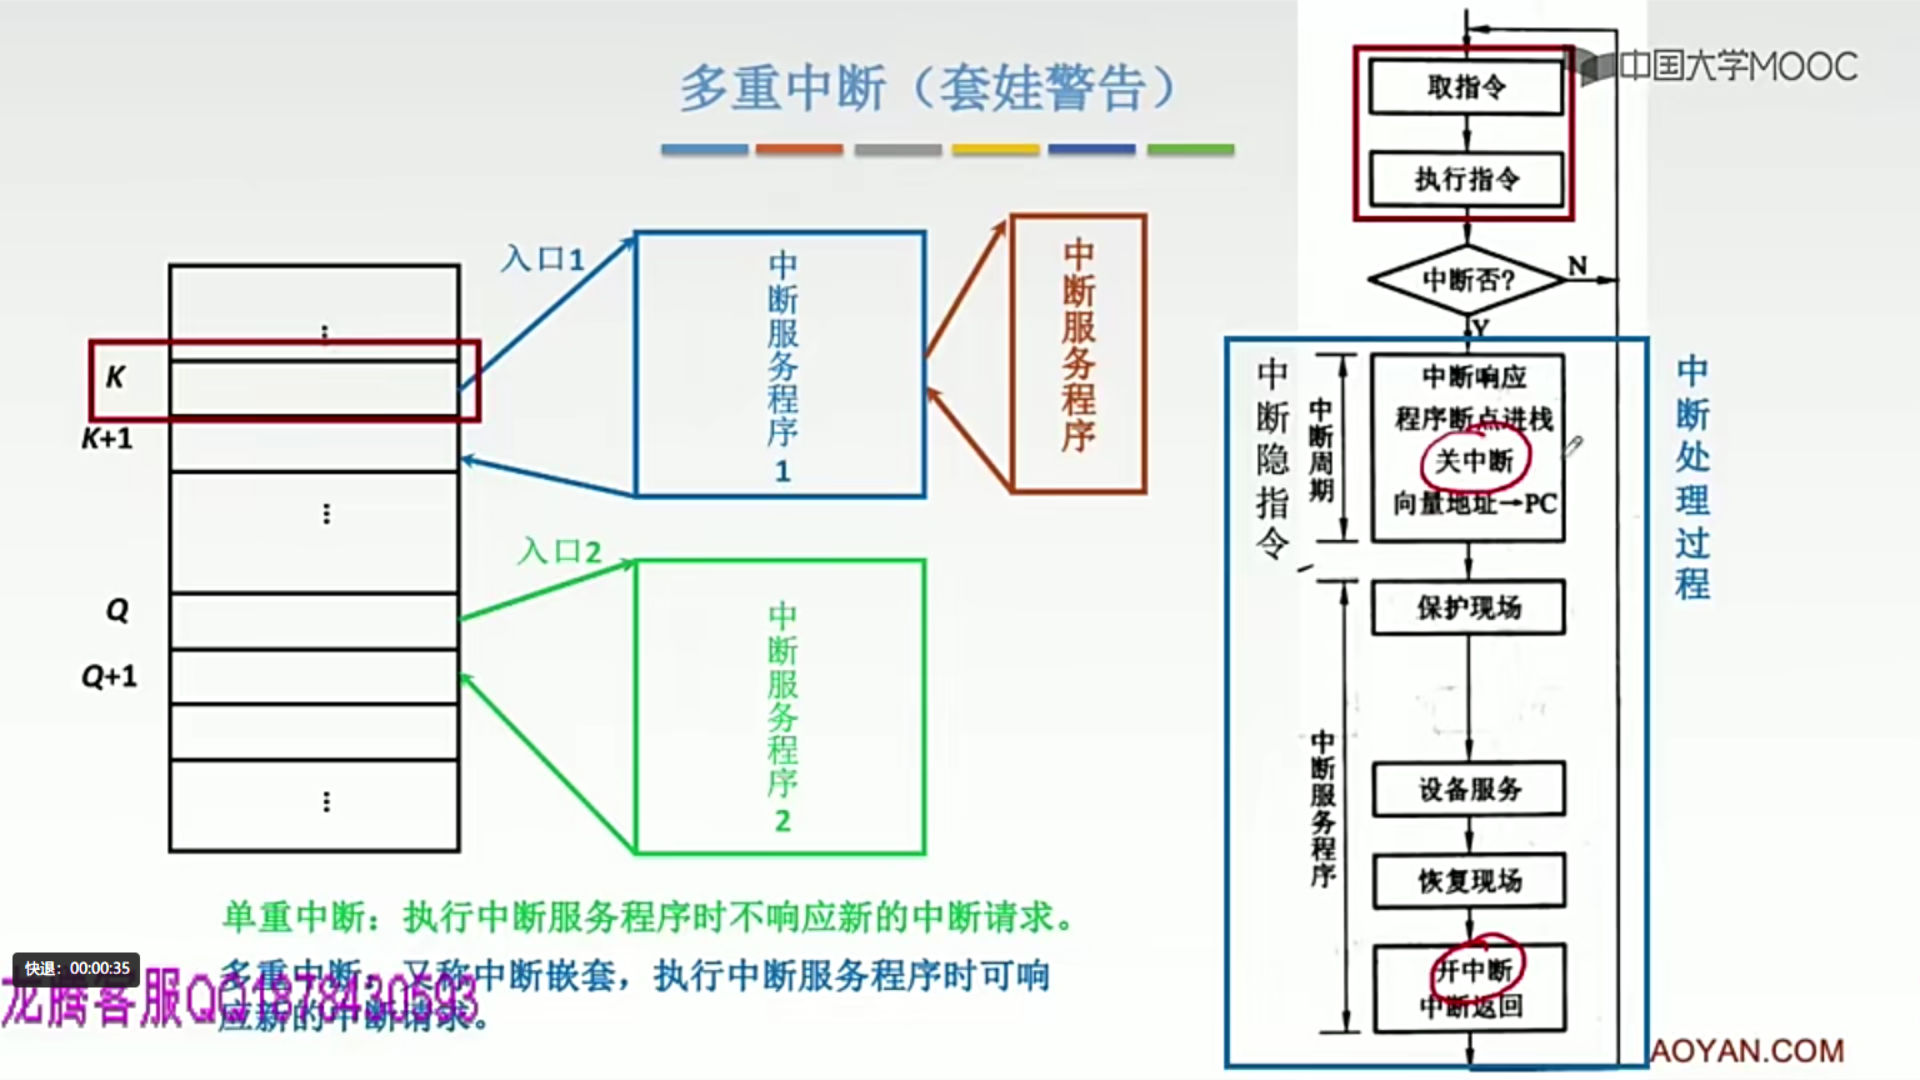 多重中断（套娃警告）
中国大学MOOC
取指令
执行指令
中断否?
N
Y
入口1
中断服务程序1
中断服务程序
K
K+1
Q
Q+1
入口2
中断服务程序2
中断隐指令
中断周期
中断响应
程序断点进栈
关中断
向量地址→PC
中断处理过程
保护现场
中断服务程序
设备服务
恢复现场
开中断
中断返回
单重中断：执行中断服务程序时不响应新的中断请求。
多重中断：又称中断嵌套，执行中断服务程序时可响
应新的中断请求。
快退：00:00:35
龙腾客服QQ1878430593
AOYAN.COM